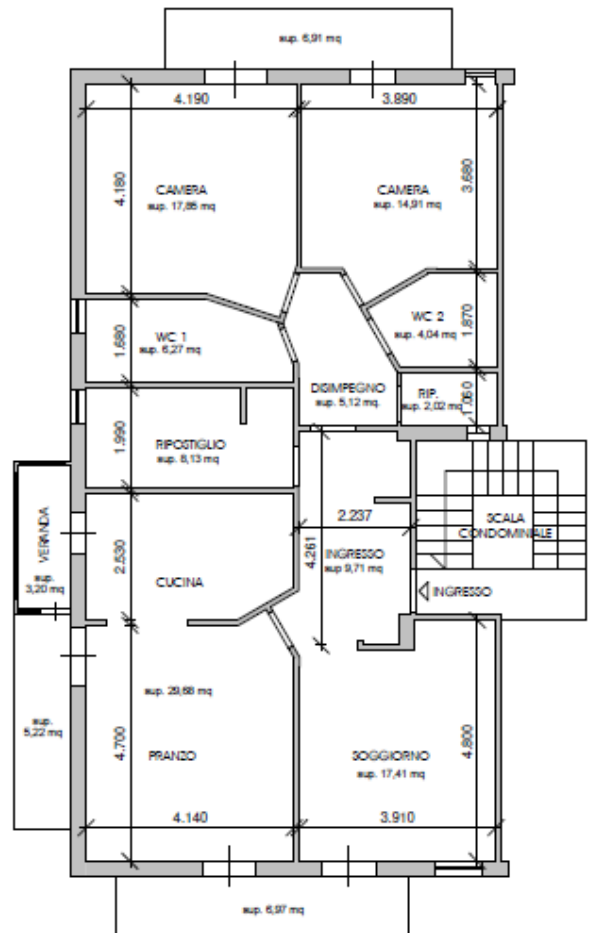 sup. 6,91 mq
4.190
3.890
4.180
CAMERA
sup. 17,86 mq
CAMERA
sup. 14,91 mq
3.680
1.680
WC 1
sup. 6,27 mq
WC 2
sup. 4,04 mq
1.870
DISIMPEGNO
sup. 5,12 mq.
RIP.
sup. 2,02 mq
1.060
1.990
RIPOSTIGLIO
sup. 8,13 mq
VERANDA
sup.
3,20 mq
2.530
CUCINA
4.261
2.237
INGRESSO
sup 9,71 mq
SCALA
CONDOMINIALE
INGRESSO
sup.
5,22 mq
sup. 29,68 mq
4.700
PRANZO
SOGGIORNO
sup. 17,41 mq
4.800
4.140
3.910
sup. 6,97 mq